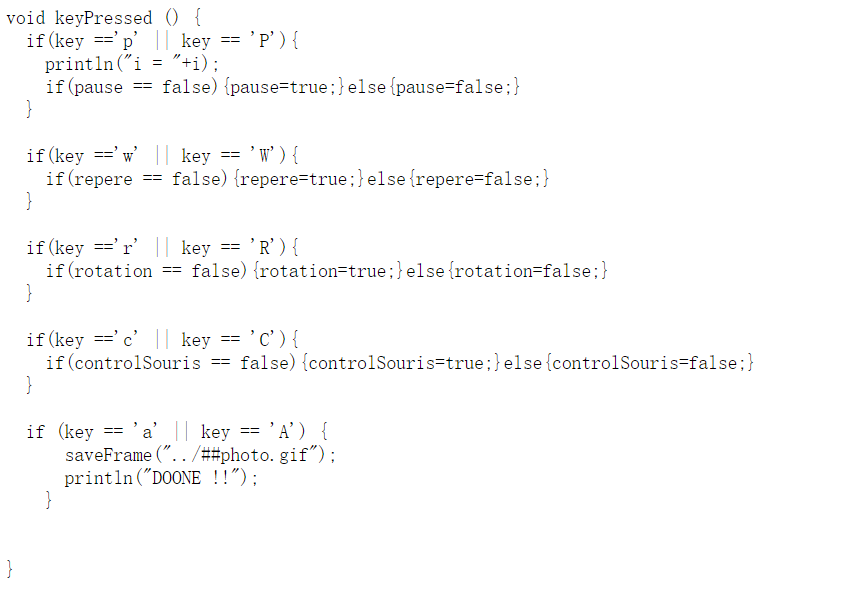 void keyPressed () {
  if(key =='p' || key == 'P'){
    println("i = "+i);
    if(pause == false){pause=true;}else{pause=false;}
  }

  if(key =='w' || key == 'W'){
    if(repere == false){repere=true;}else{repere=false;}
  }

  if(key =='r' || key == 'R'){
    if(rotation == false){rotation=true;}else{rotation=false;}
  }

  if(key =='c' || key == 'C'){
    if(controlSouris == false){controlSouris=true;}else{controlSouris=false;}
  }

  if (key == 'a' || key == 'A') {
      saveFrame("../##photo.gif");
      println("DOONE !!");
    }


}